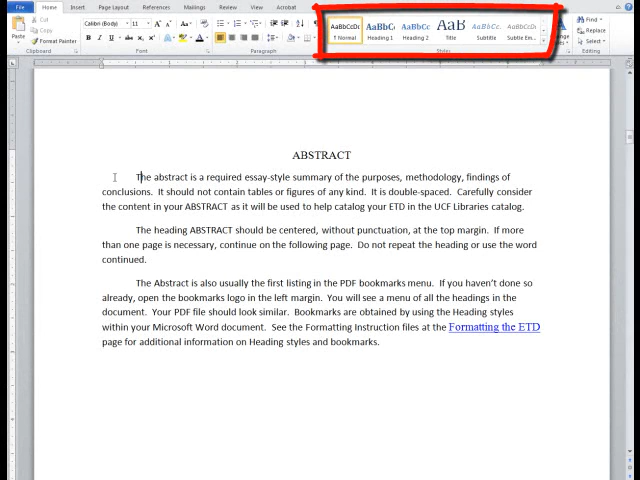 File Home Insert Page Layout References Mailings Review View Acrobat
Cut
Copy
Paste
Format Painter
Calibri (Body) 11
B I U abc
AaBbCcDc AaBbC AaBbCc AaB AaBbCc. AaBbCcDc
¶ Normal Heading 1 Heading 2 Title Subtitle Subtle Em...
Change
Find
Replace
Select
Clipboard Font Paragraph Styles Editing
ABSTRACT
The abstract is a required essay-style summary of the purposes, methodology, findings of
conclusions. It should not contain tables or figures of any kind. It is double-spaced. Carefully consider
the content in your ABSTRACT as it will be used to help catalog your ETD in the UCF Libraries catalog.
The heading ABSTRACT should be centered, without punctuation, at the top margin. If more
than one page is necessary, continue on the following page. Do not repeat the heading or use the word
continued.
The Abstract is also usually the first listing in the PDF bookmarks menu. If you haven't done so
already, open the bookmarks logo in the left margin. You will see a menu of all the headings in the
document. Your PDF file should look similar. Bookmarks are obtained by using the Heading styles
within your Microsoft Word document. See the Formatting Instruction files at the Formatting the ETD
page for additional information on Heading styles and bookmarks.